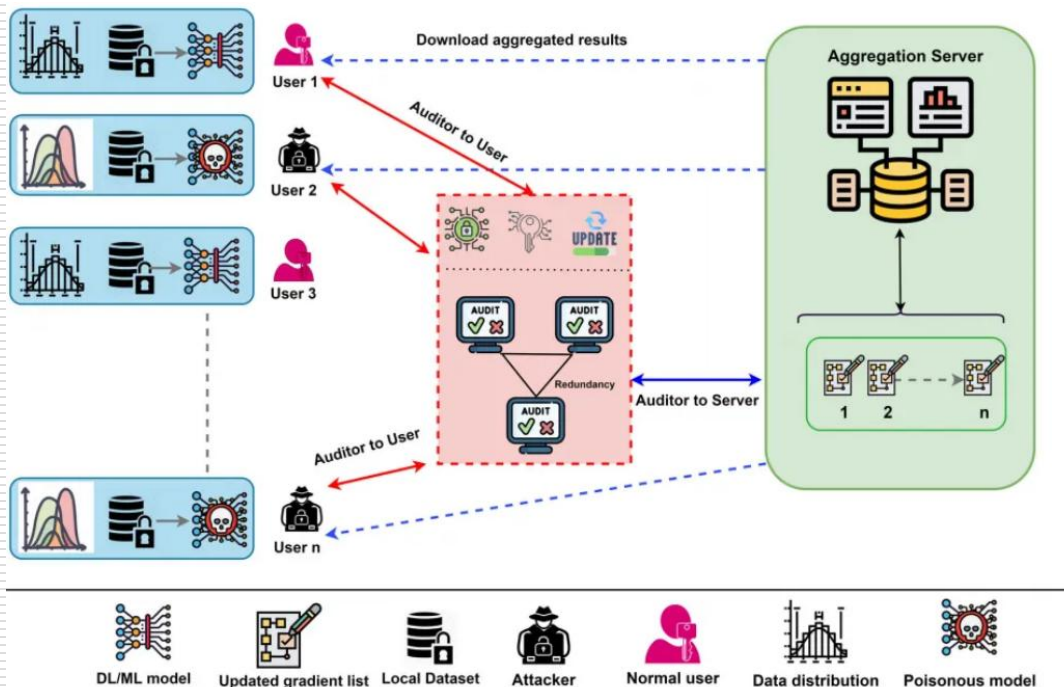 Download aggregated results
Aggregation Server
User 1
Auditor to User
User 2
UPDATE
User 3
AUDIT
AUDIT
Redundancy
AUDIT
Auditor to Server
1
2
n
Auditor to User
User n
DL/ML model
Updated gradient list
Local Dataset
Attacker
Normal user
Data distribution
Poisonous model